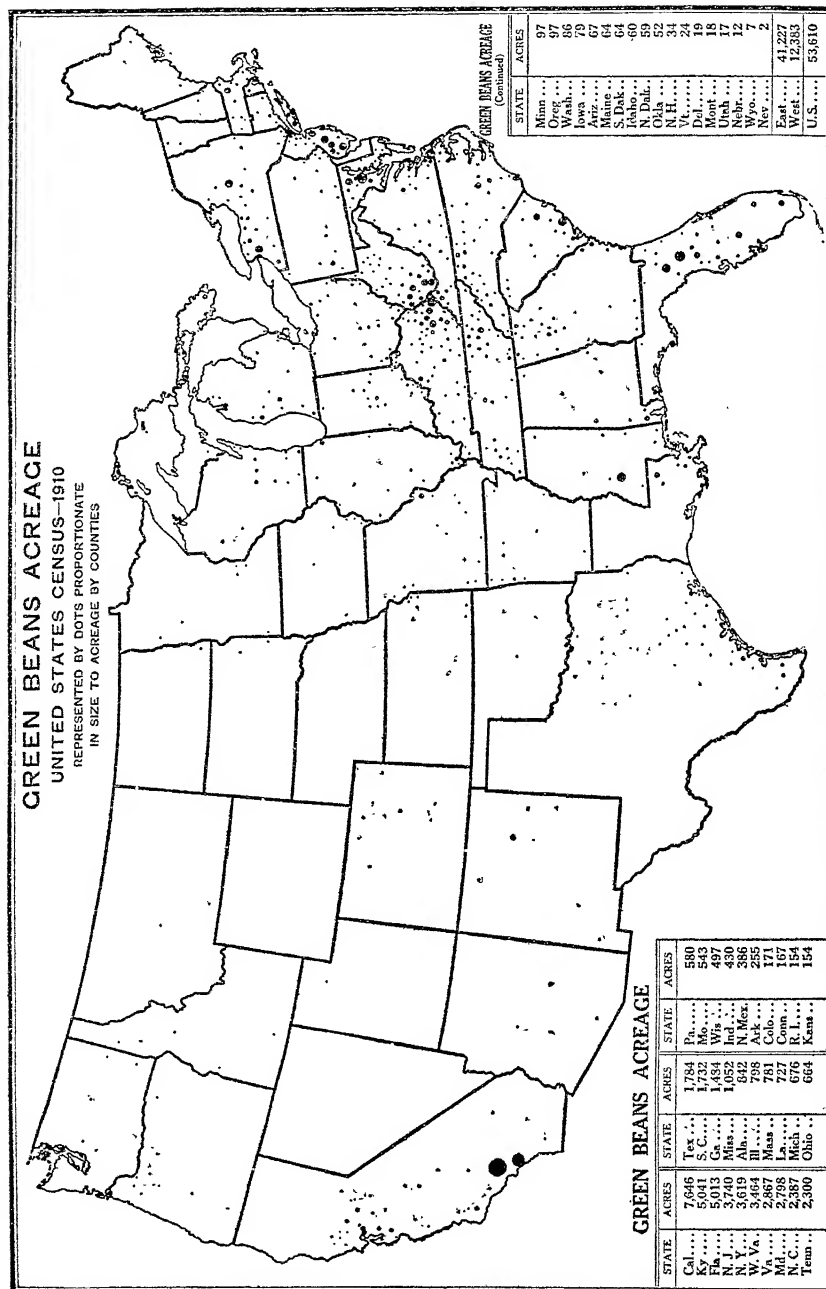 GREEN BEANS ACREAGE
UNITED STATES CENSUS—1910
REPRESENTED BY DOTS PROPORTIONATE
IN SIZE TO ACREAGE BY COUNTIES
GREEN BEANS ACREAGE
STATE ACRES STATE ACRES STATE ACRES
Cal.... 7,646 Tex... 1,784 Pa..... 580
Ky.... 5,041 S. C... 1,732 Mo.... 543
Fla.... 5,013 Ga.... 1,434 Wis... 497
N. J... 3,740 Miss.. 1,052 Ind.... 430
N. Y... 3,619 Ala.... 842 N. Mex. 386
W. Va. 3,464 Ill..... 798 Ark... 255
Va.... 2,867 Mass.. 781 Colo.. 171
Md... 2,798 La..... 727 Conn.. 167
N. C... 2,387 Mich.. 676 R. I... 154
Tenn.. 2,300 Ohio.. 664 Kans.. 154
GREEN BEANS ACREAGE
(Continued)
STATE ACRES
Minn... 97
Oreg... 97
Wash.. 86
Iowa... 79
Ariz... 67
Maine.. 64
S. Dak.. 64
Idaho.. 60
N. Dak.. 59
Okla... 52
N. H... 34
Vt..... 24
Del.... 19
Mont.. 18
Utah... 17
Nebr... 12
Wyo... 7
Nev.... 2
East... 41,227
West... 12,383
U.S.... 53,610